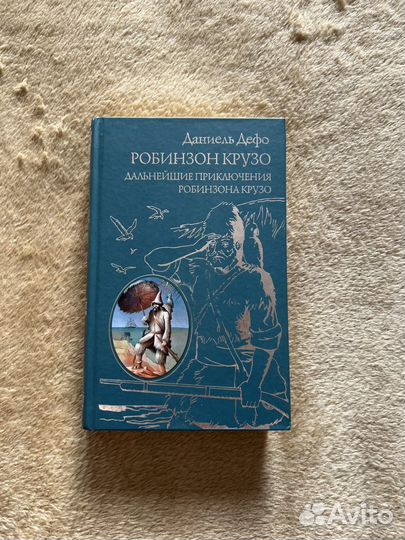 Даниель Дефо
РОБИНЗОН КРУЗО
ДАЛЬНЕЙШИЕ ПРИКЛЮЧЕНИЯ
РОБИНЗОНА КРУЗО
Avito